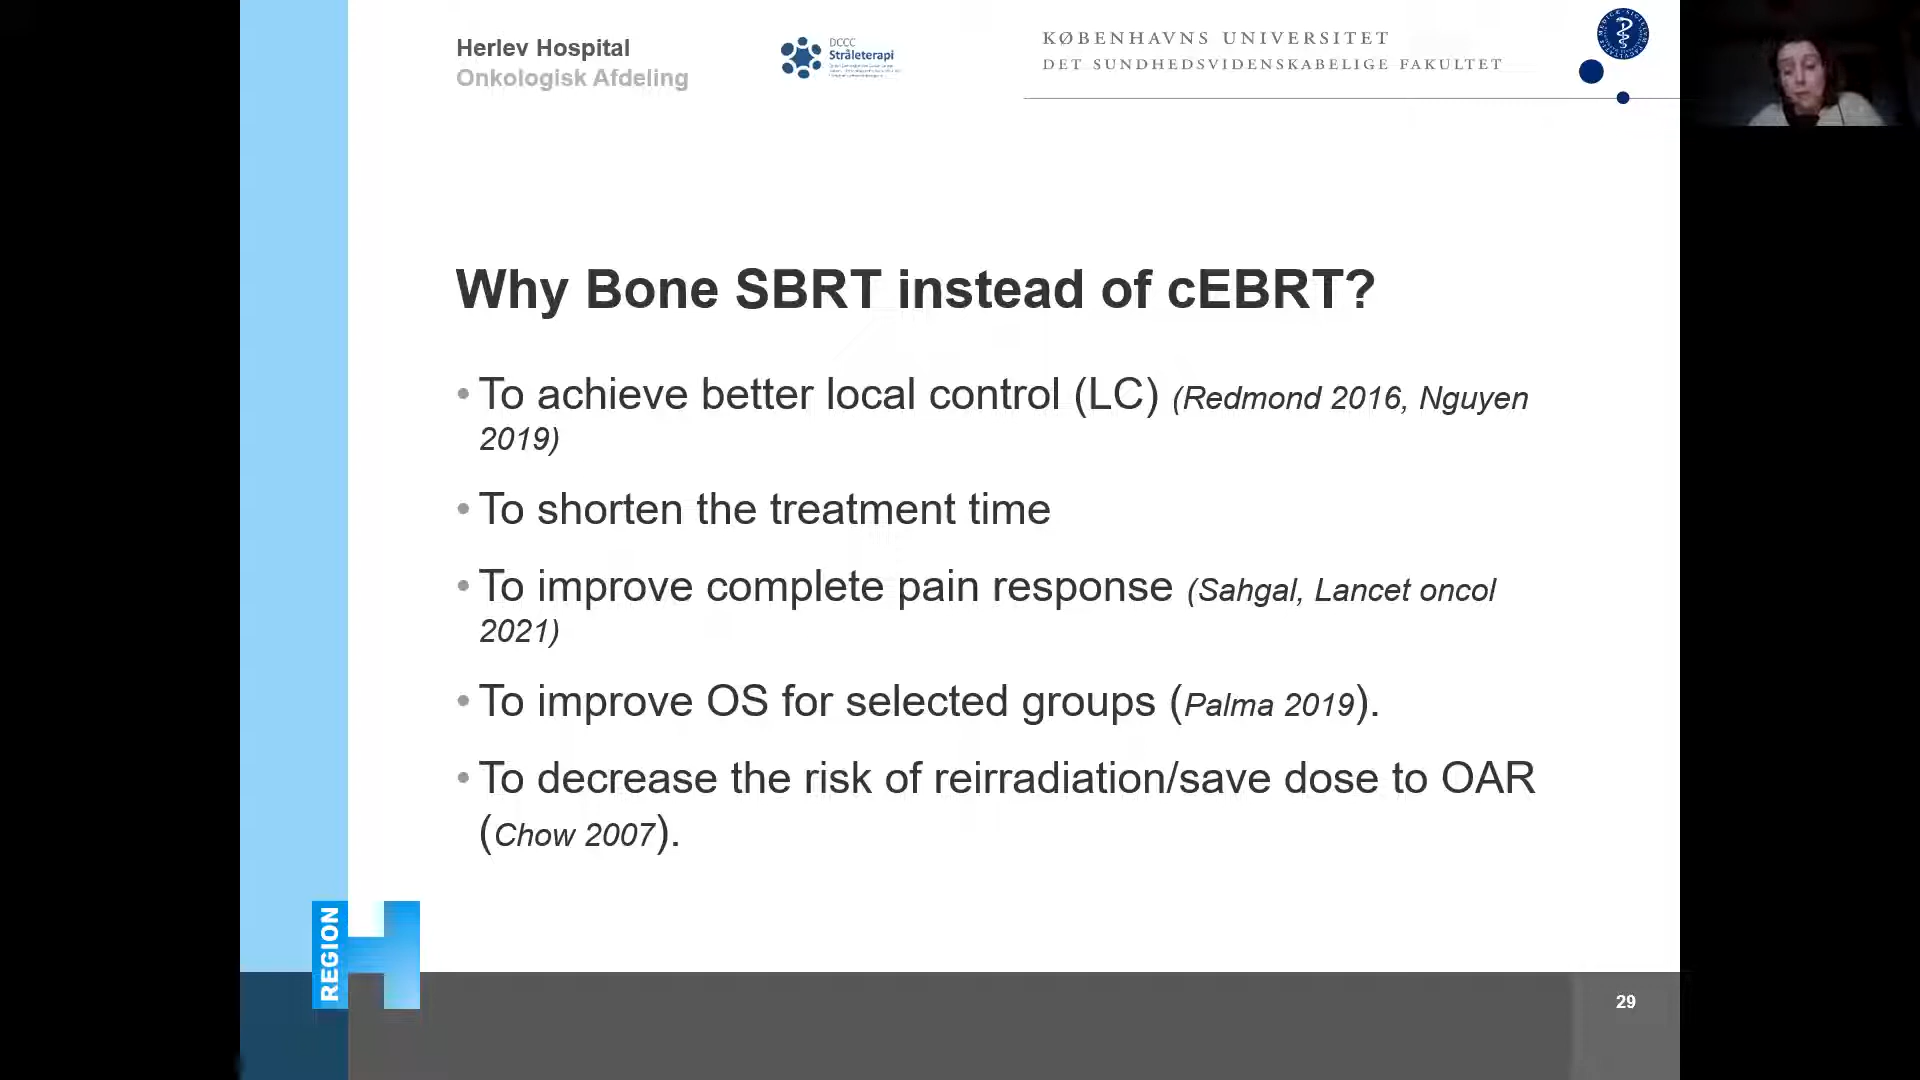 Herlev Hospital
Onkologisk Afdeling
DCCC
Stråleterapi
KØBENHAVNS UNIVERSITET
DET SUNDHEDSVIDENSKABELIGE FAKULTET
Why Bone SBRT instead of cEBRT?
• To achieve better local control (LC) (Redmond 2016, Nguyen
2019)
• To shorten the treatment time
• To improve complete pain response (Sahgal, Lancet oncol
2021)
• To improve OS for selected groups (Palma 2019).
• To decrease the risk of reirradiation/save dose to OAR
(Chow 2007).
REGION
29